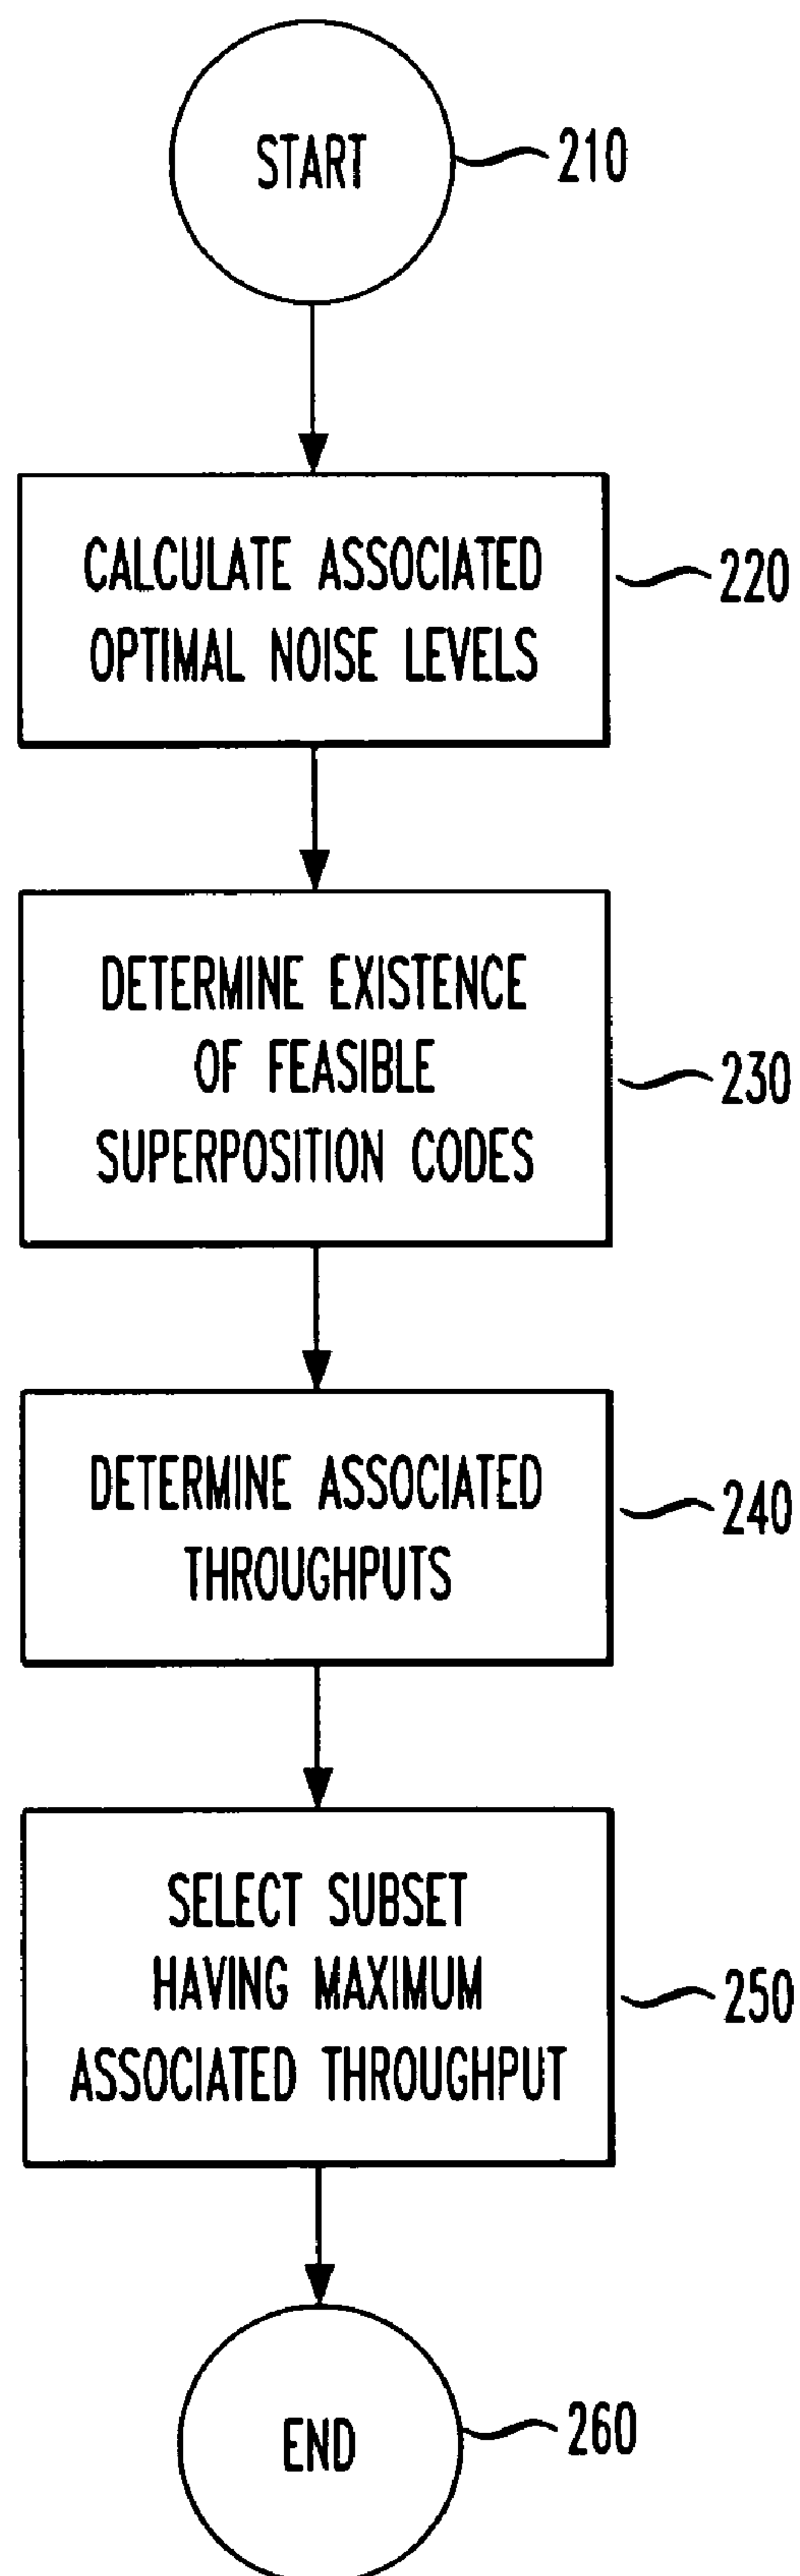 START
210
CALCULATE ASSOCIATED
OPTIMAL NOISE LEVELS
220
DETERMINE EXISTENCE
OF FEASIBLE
SUPERPOSITION CODES
230
DETERMINE ASSOCIATED
THROUGHPUTS
240
SELECT SUBSET
HAVING MAXIMUM
ASSOCIATED THROUGHPUT
250
END
260